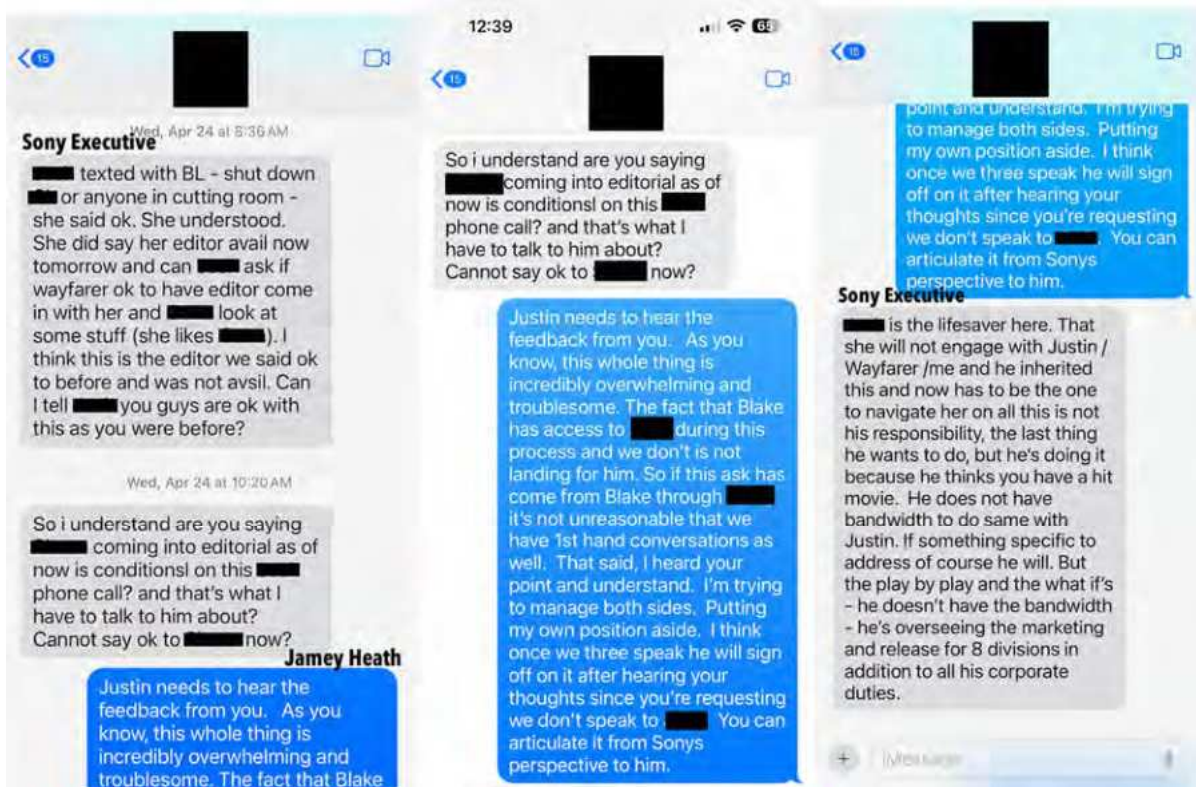 15
Wed, Apr 24 at 8:36 AM
Sony Executive
texted with BL - shut down
or anyone in cutting room -
she said ok. She understood.
She did say her editor avail now
tomorrow and can ask if
wayfarer ok to have editor come
in with her and look at
some stuff (she likes ). I
think this is the editor we said ok
to before and was not avsil. Can
I tell you guys are ok with
this as you were before?
Wed, Apr 24 at 10:20 AM
So i understand are you saying
coming into editorial as of
now is conditionsl on this
phone call? and that's what I
have to talk to him about?
Cannot say ok to now?
Jamey Heath
Justin needs to hear the
feedback from you. As you
know, this whole thing is
incredibly overwhelming and
troublesome. The fact that Blake
12:39
65
15
So i understand are you saying
coming into editorial as of
now is conditionsl on this
phone call? and that's what I
have to talk to him about?
Cannot say ok to now?
Justin needs to hear the
feedback from you. As you
know, this whole thing is
incredibly overwhelming and
troublesome. The fact that Blake
has access to during this
process and we don't is not
landing for him. So if this ask has
come from Blake through
it's not unreasonable that we
have 1st hand conversations as
well. That said, I heard your
point and understand. I'm trying
to manage both sides. Putting
my own position aside. I think
once we three speak he will sign
off on it after hearing your
thoughts since you're requesting
we don't speak to You can
articulate it from Sonys
perspective to him.
15
point and understand. I'm trying
to manage both sides. Putting
my own position aside. I think
once we three speak he will sign
off on it after hearing your
thoughts since you're requesting
we don't speak to . You can
articulate it from Sonys
perspective to him.
Sony Executive
is the lifesaver here. That
she will not engage with Justin /
Wayfarer /me and he inherited
this and now has to be the one
to navigate her on all this is not
his responsibility, the last thing
he wants to do, but he's doing it
because he thinks you have a hit
movie. He does not have
bandwidth to do same with
Justin. If something specific to
address of course he will. But
the play by play and the what if's
- he doesn't have the bandwidth
- he's overseeing the marketing
and release for 8 divisions in
addition to all his corporate
duties.
iMessage